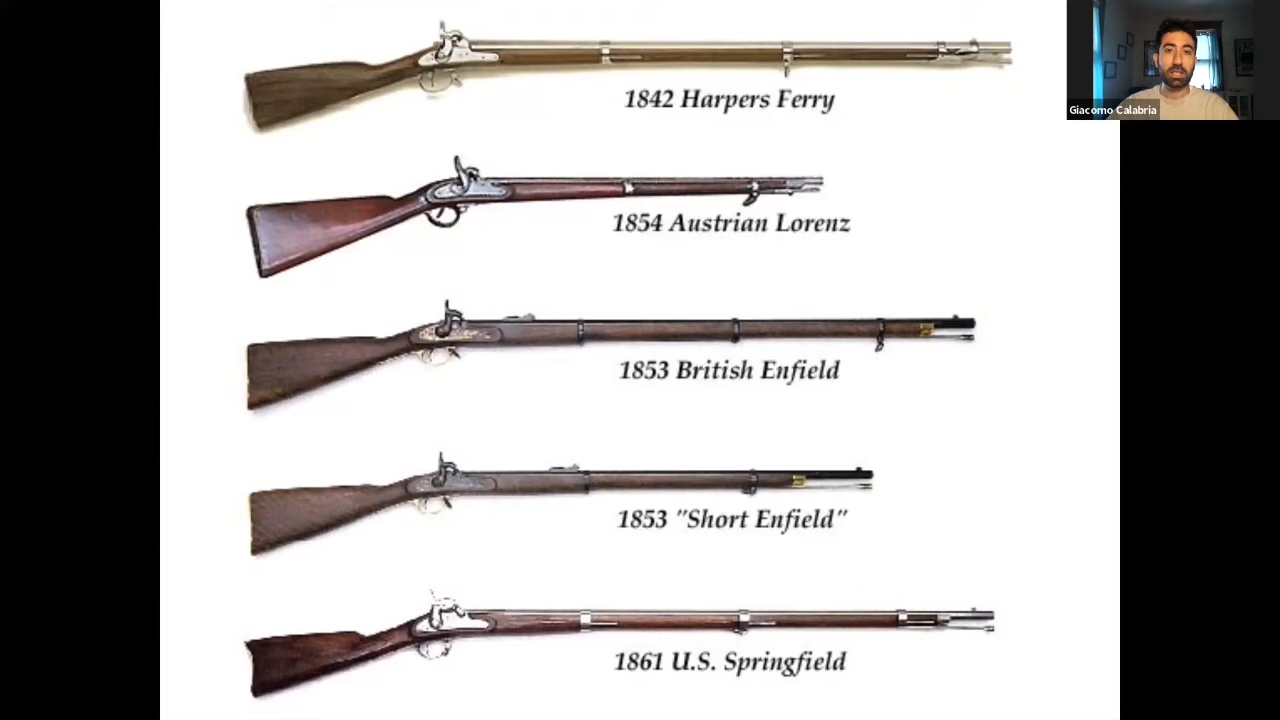 Giacomo Calabria
1842 Harpers Ferry
1854 Austrian Lorenz
1853 British Enfield
1853 "Short Enfield"
1861 U.S. Springfield